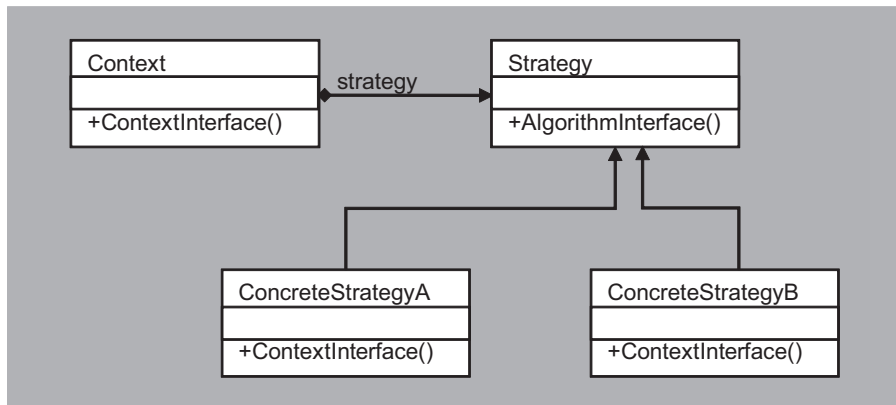 Context
strategy
Strategy
+ContextInterface()
+AlgorithmInterface()
ConcreteStrategyA
ConcreteStrategyB
+ContextInterface()
+ContextInterface()